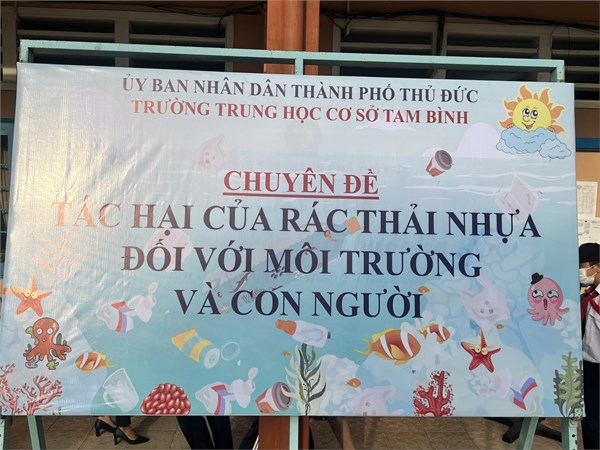 ỦY BAN NHÂN DÂN THÀNH PHỐ THỦ ĐỨC
TRƯỜNG TRUNG HỌC CƠ SỞ TAM BÌNH
CHUYÊN ĐỀ
TÁC HẠI CỦA RÁC THẢI NHỰA
ĐỐI VỚI MÔI TRƯỜNG
VÀ CON NGƯỜI